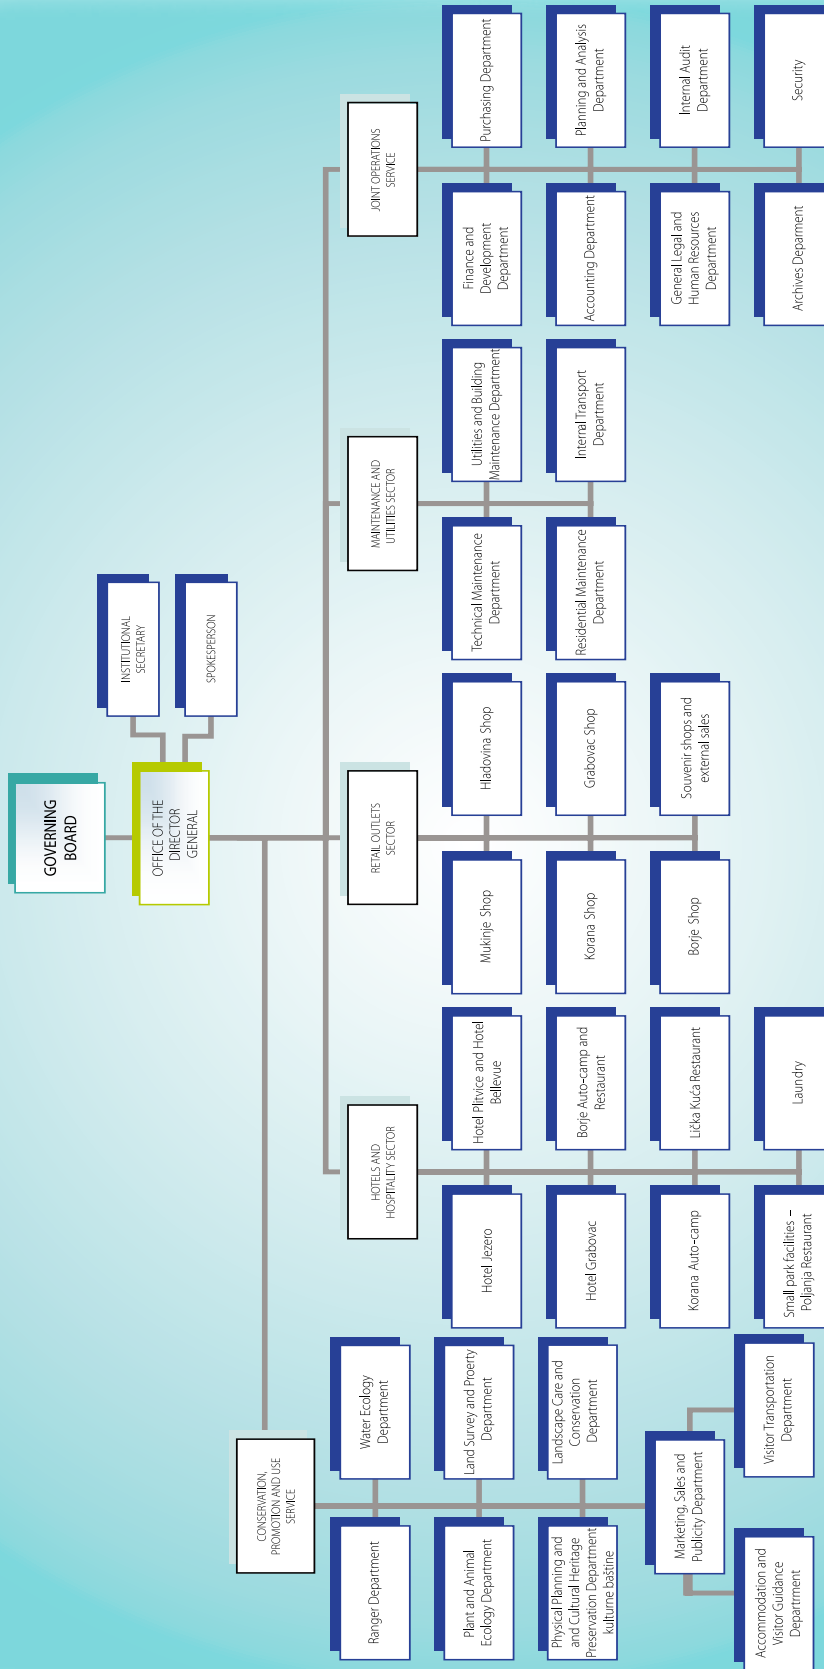 GOVERNING
BOARD
OFFICE OF THE
DIRECTOR
GENERAL
INSTITUTIONAL
SECRETARY
SPOKESPERSON
CONSERVATION,
PROMOTION AND USE
SERVICE
Ranger Department
Water Ecology
Department
Plant and Animal
Ecology Department
Land Survey and Proerty
Department
Physical Planning and
and Cultural Heritage
Preservation Department
kulturne baštine
Landscape Care and
Conservation
Department
Marketing, Sales and
Publicity Department
Accommodation and
Visitor Guidance
Department
Visitor Transportation
Department
HOTELS AND
HOSPITALITY SECTOR
Hotel Jezero
Hotel Plitvice and Hotel
Bellevue
Hotel Grabovac
Borje Auto-camp and
Restaurant
Korana Auto-camp
Lička Kuća Restaurant
Small park facilities –
Poljanja Restaurant
Laundry
RETAIL OUTLETS
SECTOR
Mukinje Shop
Hladovina Shop
Korana Shop
Grabovac Shop
Borje Shop
Souvenir shops and
external sales
MAINTENANCE AND
UTILITIES SECTOR
Technical Maintenance
Department
Utilities and Building
Maintenance Department
Residential Maintenance
Department
Internal Transport
Department
JOINT OPERATIONS
SERVICE
Finance and
Development
Department
Purchasing Department
Accounting Department
Planning and Analysis
Department
General Legal and
Human Resources
Department
Internal Audit
Department
Archives Deparment
Security